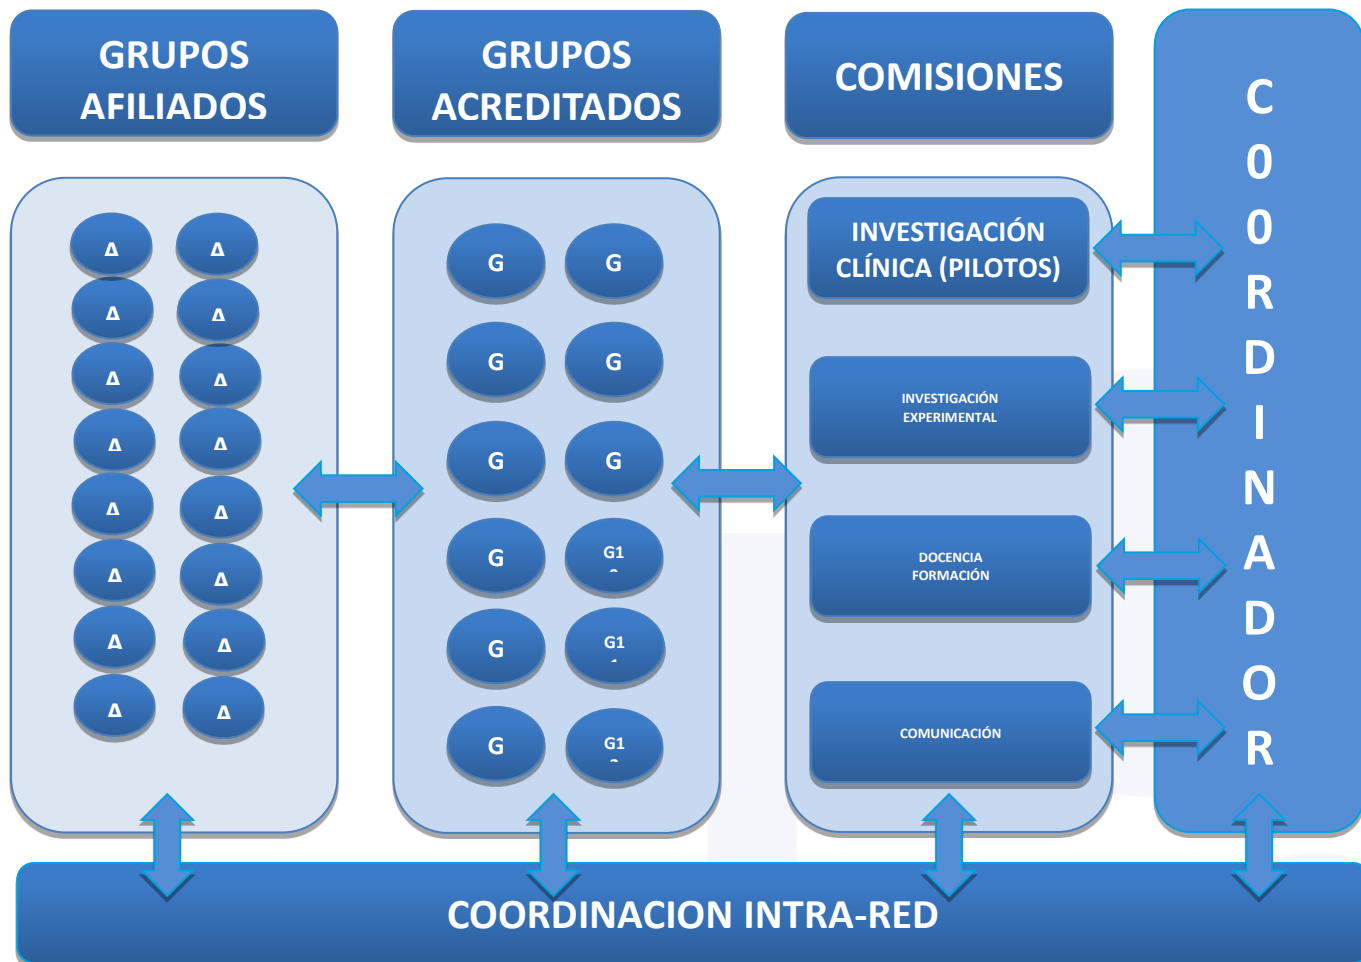 GRUPOS
AFILIADOS
GRUPOS
ACREDITADOS
COMISIONES
A A
A A
A A
A A
A A
A A
A A
A A
G G
G G
G G
G G1
G G1
G G1
INVESTIGACIÓN
CLÍNICA (PILOTOS)
INVESTIGACIÓN
EXPERIMENTAL
DOCENCIA
FORMACIÓN
COMUNICACIÓN
C00RDINADOR
COORDINACION INTRA-RED